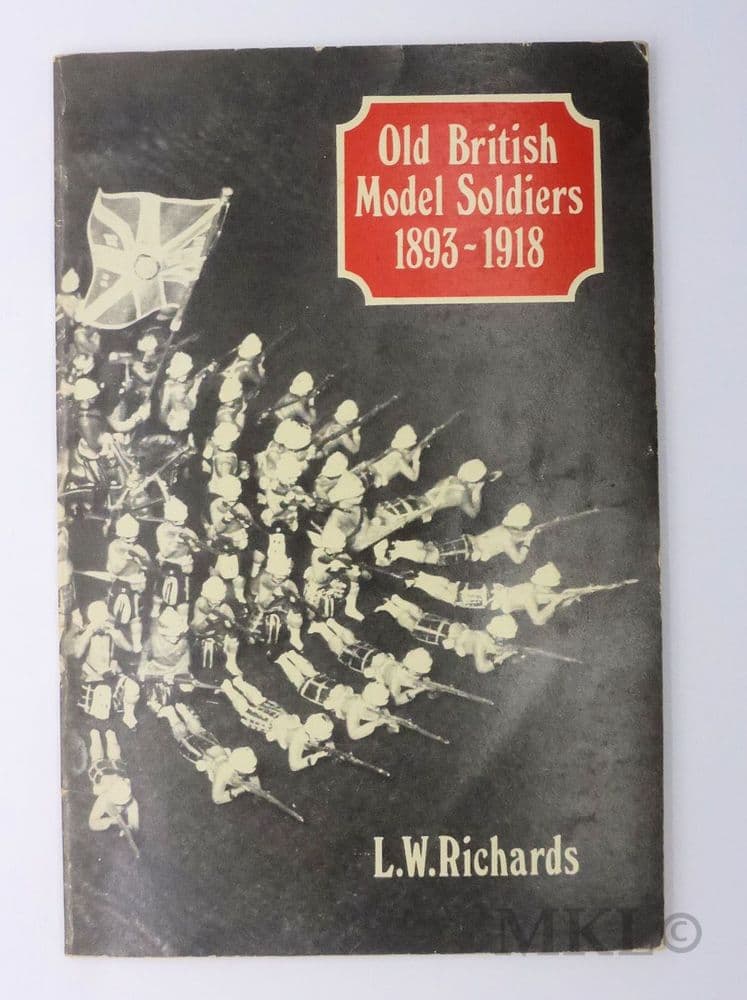 Old British
Model Soldiers
1893~1918
L.W.Richards
MKL©